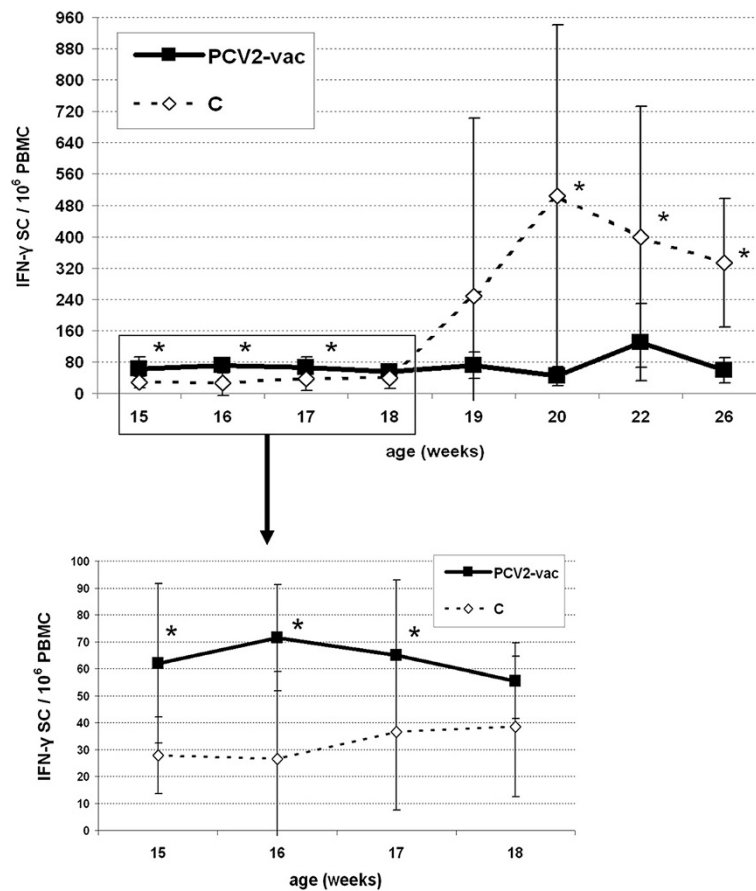 960
880
800
720
640
560
480
400
320
240
160
80
0
IFN-γ SC / 10⁶ PBMC
PCV2-vac
C
* * * * * *
15 16 17 18 19 20 22 26
age (weeks)
100
90
80
70
60
50
40
30
20
10
0
IFN-γ SC / 10⁶ PBMC
PCV2-vac
C
* * *
15 16 17 18
age (weeks)